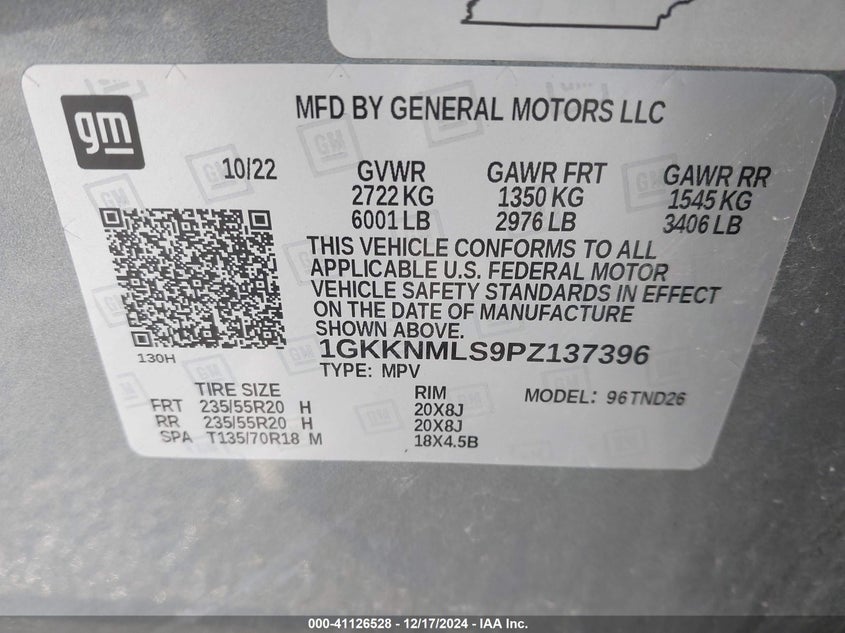 gm
MFD BY GENERAL MOTORS LLC
10/22 GVWR GAWR FRT GAWR RR
2722 KG 1350 KG 1545 KG
6001 LB 2976 LB 3406 LB
THIS VEHICLE CONFORMS TO ALL
APPLICABLE U.S. FEDERAL MOTOR
VEHICLE SAFETY STANDARDS IN EFFECT
ON THE DATE OF MANUFACTURE
SHOWN ABOVE.
130H
1GKKNMLS9PZ137396
TYPE: MPV
TIRE SIZE RIM MODEL: 96TND26
FRT 235/55R20 H 20X8J
RR 235/55R20 H 20X8J
SPA T135/70R18 M 18X4.5B
000-41126528 - 12/17/2024 - IAA Inc.